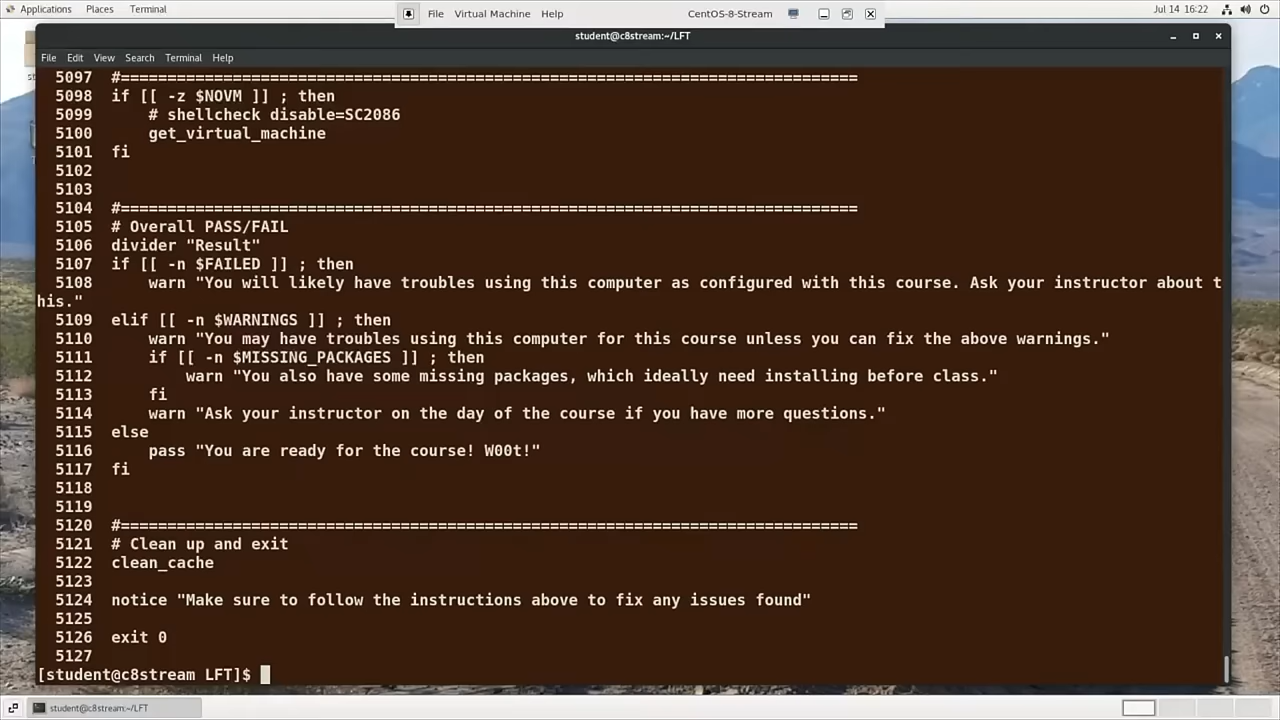 Applications Places Terminal
File Virtual Machine Help CentOS-8-Stream
Jul 14 16:22
student@c8stream:~/LFT
File Edit View Search Terminal Help
5097 #===============================================================================
5098 if [[ -z $NOVM ]] ; then
5099     # shellcheck disable=SC2086
5100     get_virtual_machine
5101 fi
5102
5103
5104 #===============================================================================
5105 # Overall PASS/FAIL
5106 divider "Result"
5107 if [[ -n $FAILED ]] ; then
5108     warn "You will likely have troubles using this computer as configured with this course. Ask your instructor about t
his."
5109 elif [[ -n $WARNINGS ]] ; then
5110     warn "You may have troubles using this computer for this course unless you can fix the above warnings."
5111     if [[ -n $MISSING_PACKAGES ]] ; then
5112         warn "You also have some missing packages, which ideally need installing before class."
5113     fi
5114     warn "Ask your instructor on the day of the course if you have more questions."
5115 else
5116     pass "You are ready for the course! W00t!"
5117 fi
5118
5119
5120 #===============================================================================
5121 # Clean up and exit
5122 clean_cache
5123
5124 notice "Make sure to follow the instructions above to fix any issues found"
5125
5126 exit 0
5127
[student@c8stream LFT]$
student@c8stream:~/LFT